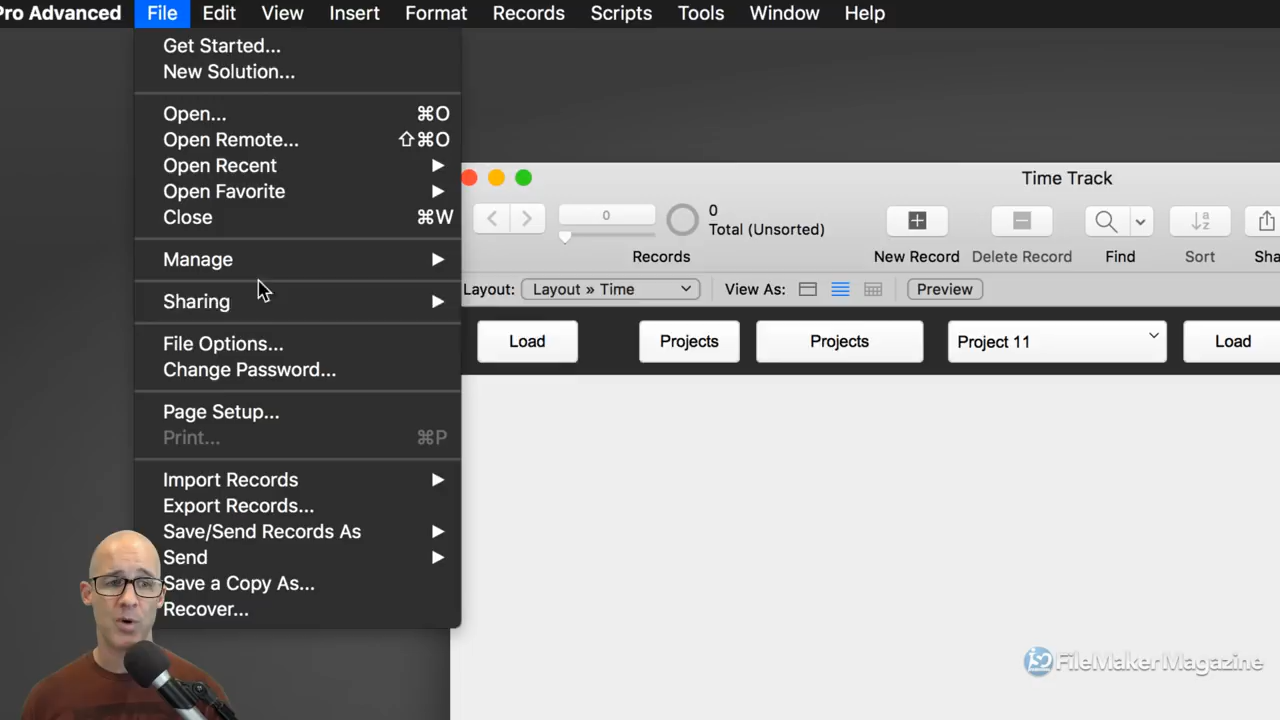 Pro Advanced File Edit View Insert Format Records Scripts Tools Window Help
Get Started...
New Solution...
Open... ⌘O
Open Remote... ⇧⌘O
Open Recent
Open Favorite
Close ⌘W
Manage
Sharing
File Options...
Change Password...
Page Setup...
Print... ⌘P
Import Records
Export Records...
Save/Send Records As
Send
Save a Copy As...
Recover...
Time Track
0
0
Total (Unsorted)
Records
New Record
Delete Record
Find
Sort
Sha
Layout: Layout » Time View As: Preview
Load Projects Projects Project 11 Load
FileMakerMagazine